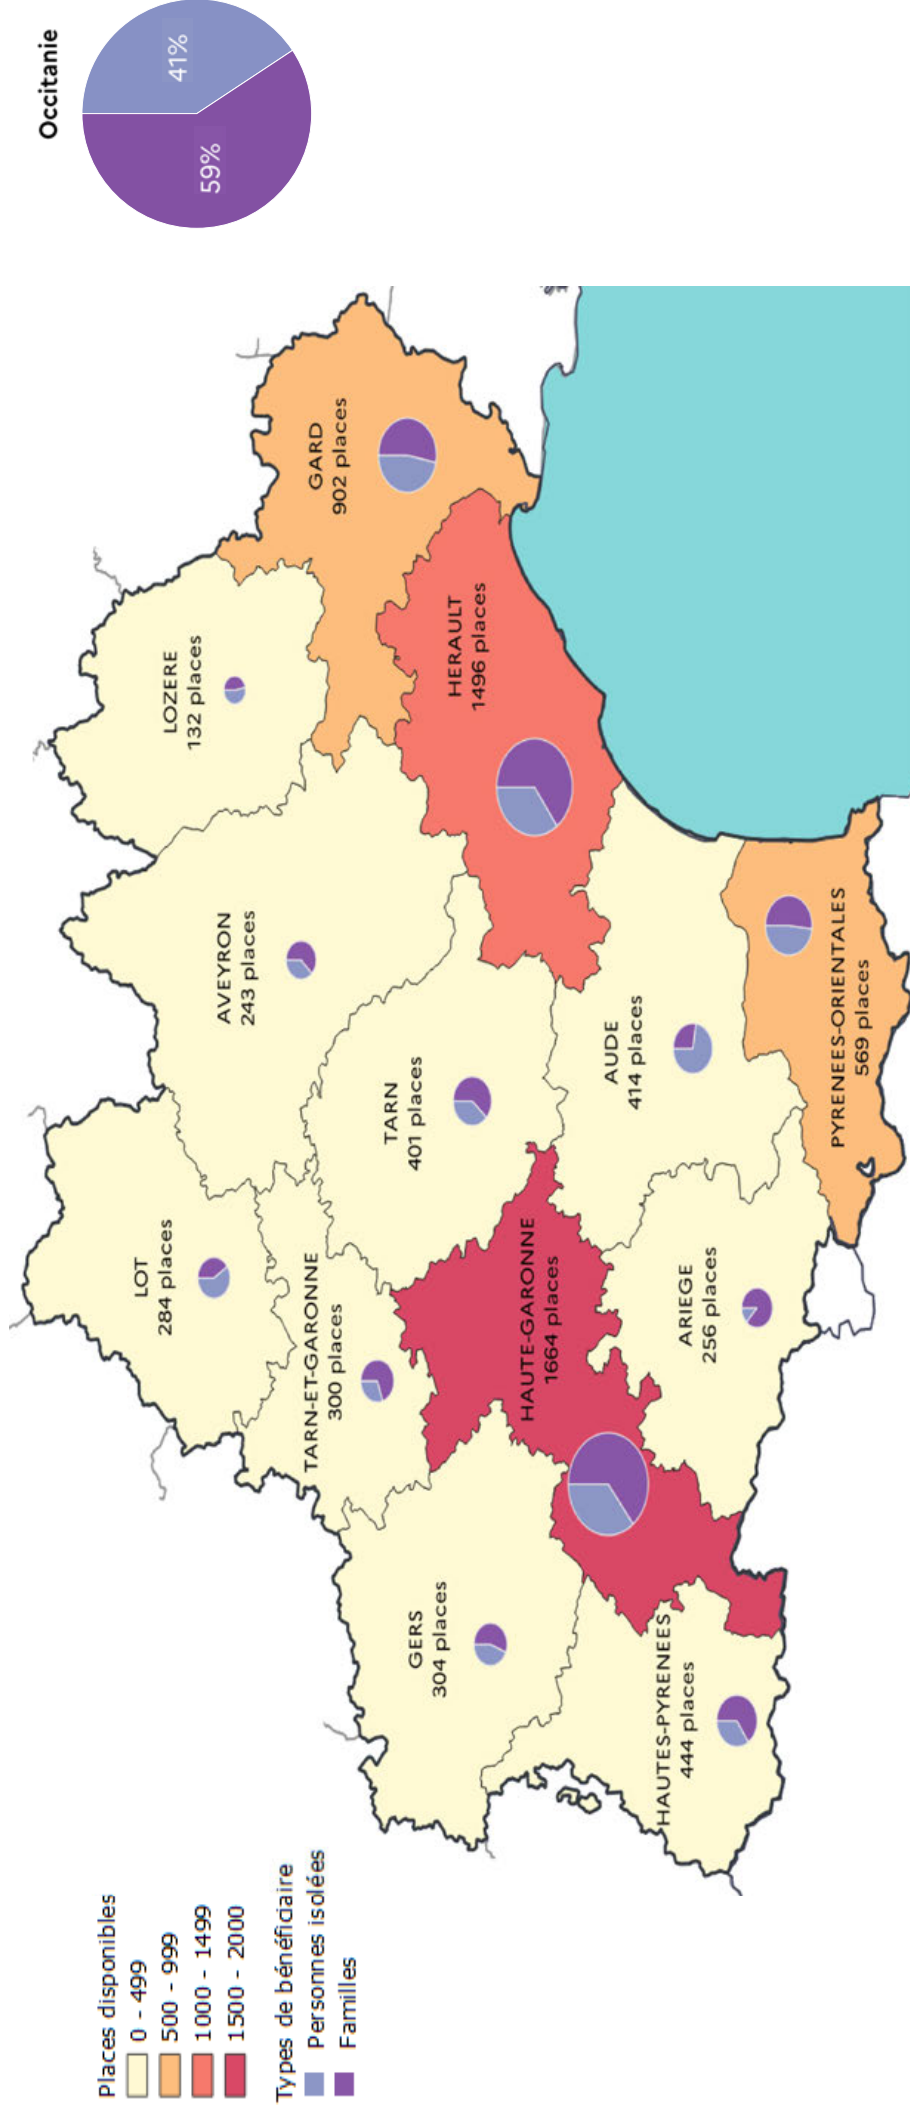 Places disponibles
0 - 499
500 - 999
1000 - 1499
1500 - 2000
Types de bénéficiaire
Personnes isolées
Familles
Occitanie
41%
59%
LOT
284 places
LOZERE
132 places
AVEYRON
243 places
GARD
902 places
TARN-ET-GARONNE
300 places
TARN
401 places
GERS
304 places
HERAULT
1496 places
HAUTE-GARONNE
1664 places
AUDE
414 places
HAUTES-PYRENEES
444 places
ARIEGE
256 places
PYRENEES-ORIENTALES
569 places